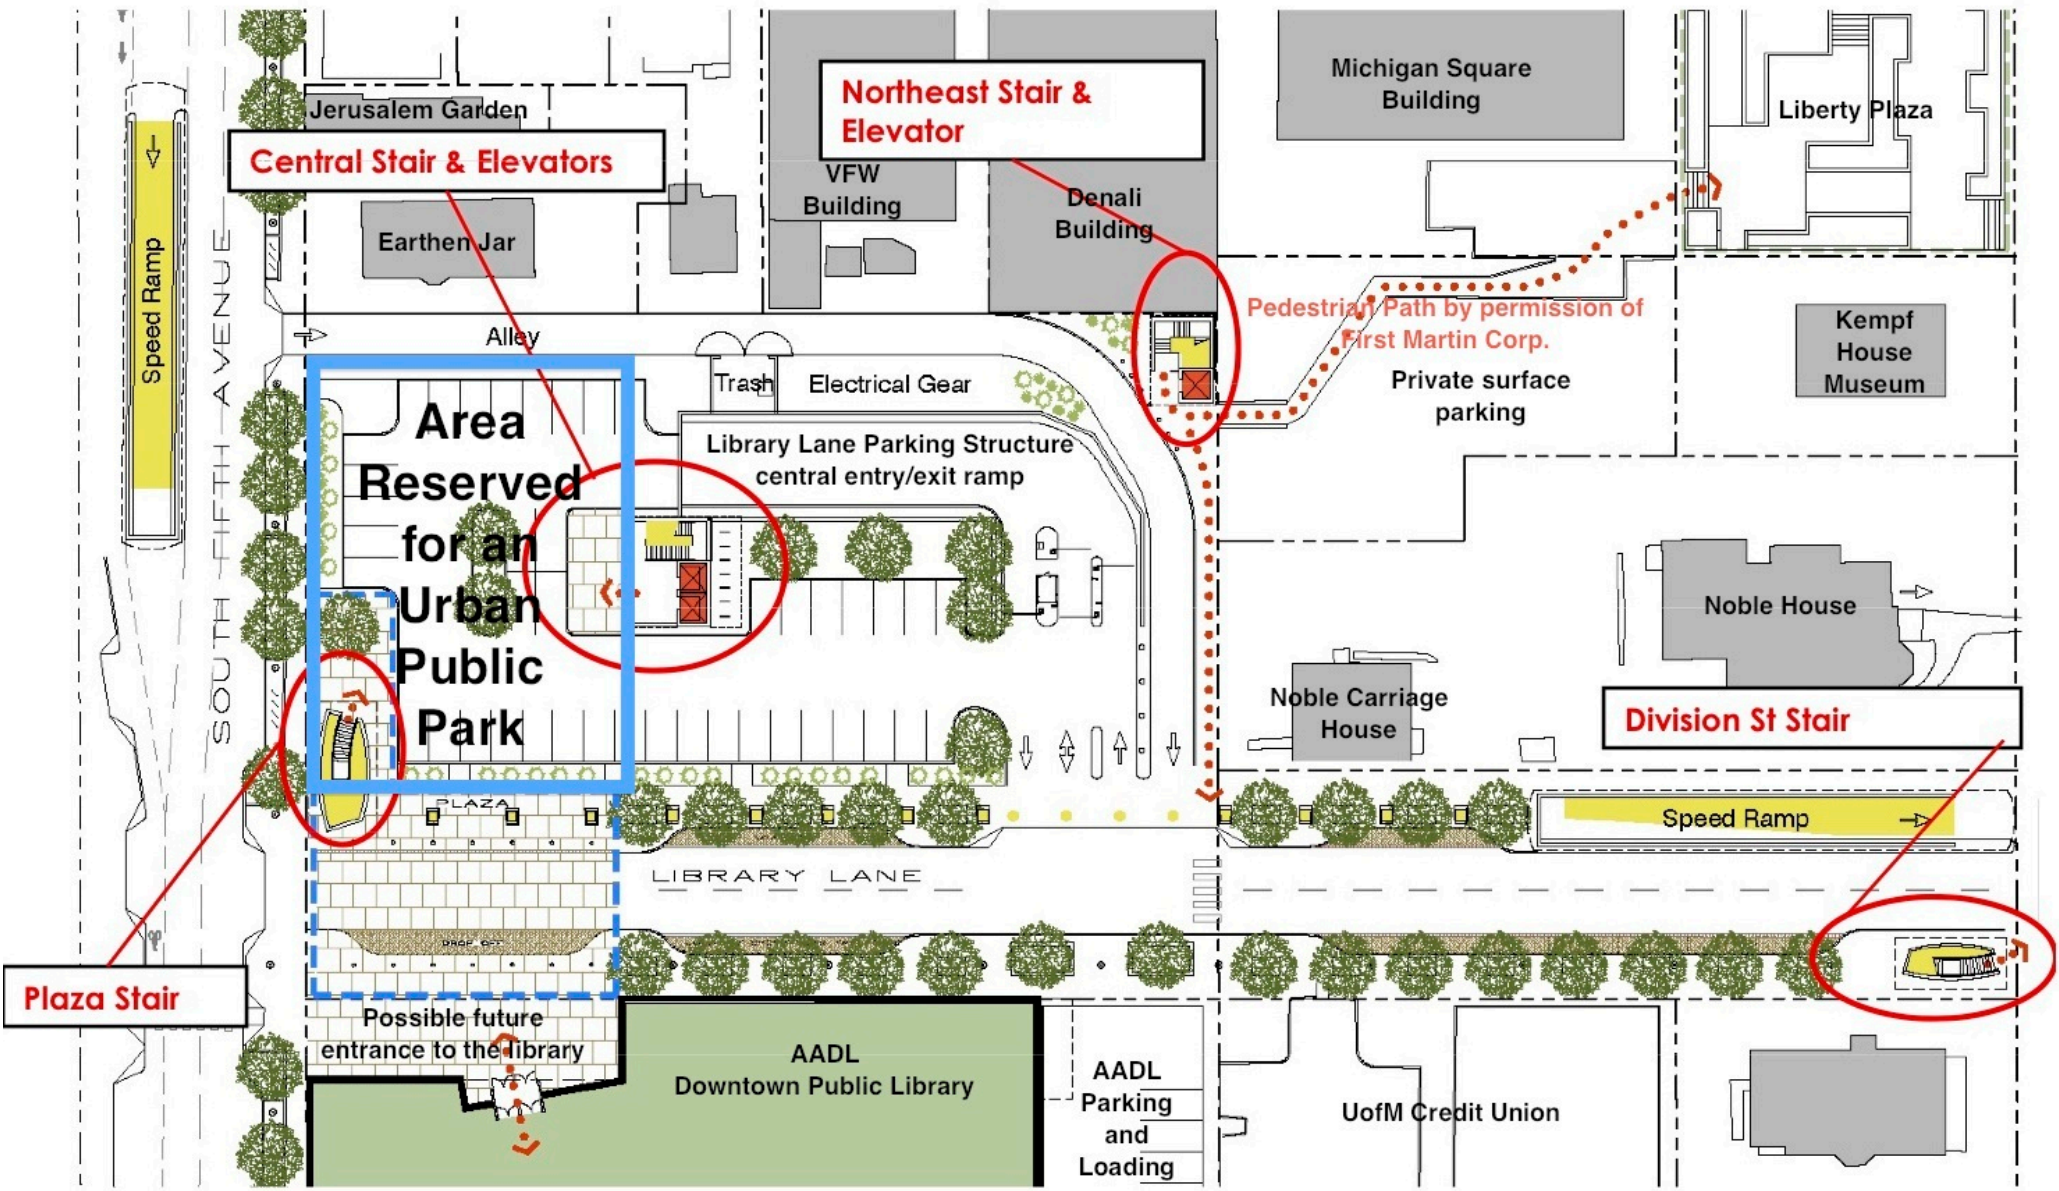 Jerusalem Garden
Central Stair & Elevators
Earthen Jar
Northeast Stair &
Elevator
VFW
Building
Denali
Building
Michigan Square
Building
Liberty Plaza
Speed Ramp
SOUTH FIFTH AVENUE
Alley
Trash
Electrical Gear
Pedestrian Path by permission of
First Martin Corp.
Private surface
parking
Kempf
House
Museum
Area
Reserved
for an
Urban
Public
Park
Library Lane Parking Structure
central entry/exit ramp
Noble House
Noble Carriage
House
Division St Stair
PLAZA
Speed Ramp
LIBRARY LANE
DROP OFF
Plaza Stair
Possible future
entrance to the library
AADL
Downtown Public Library
AADL
Parking
and
Loading
UofM Credit Union